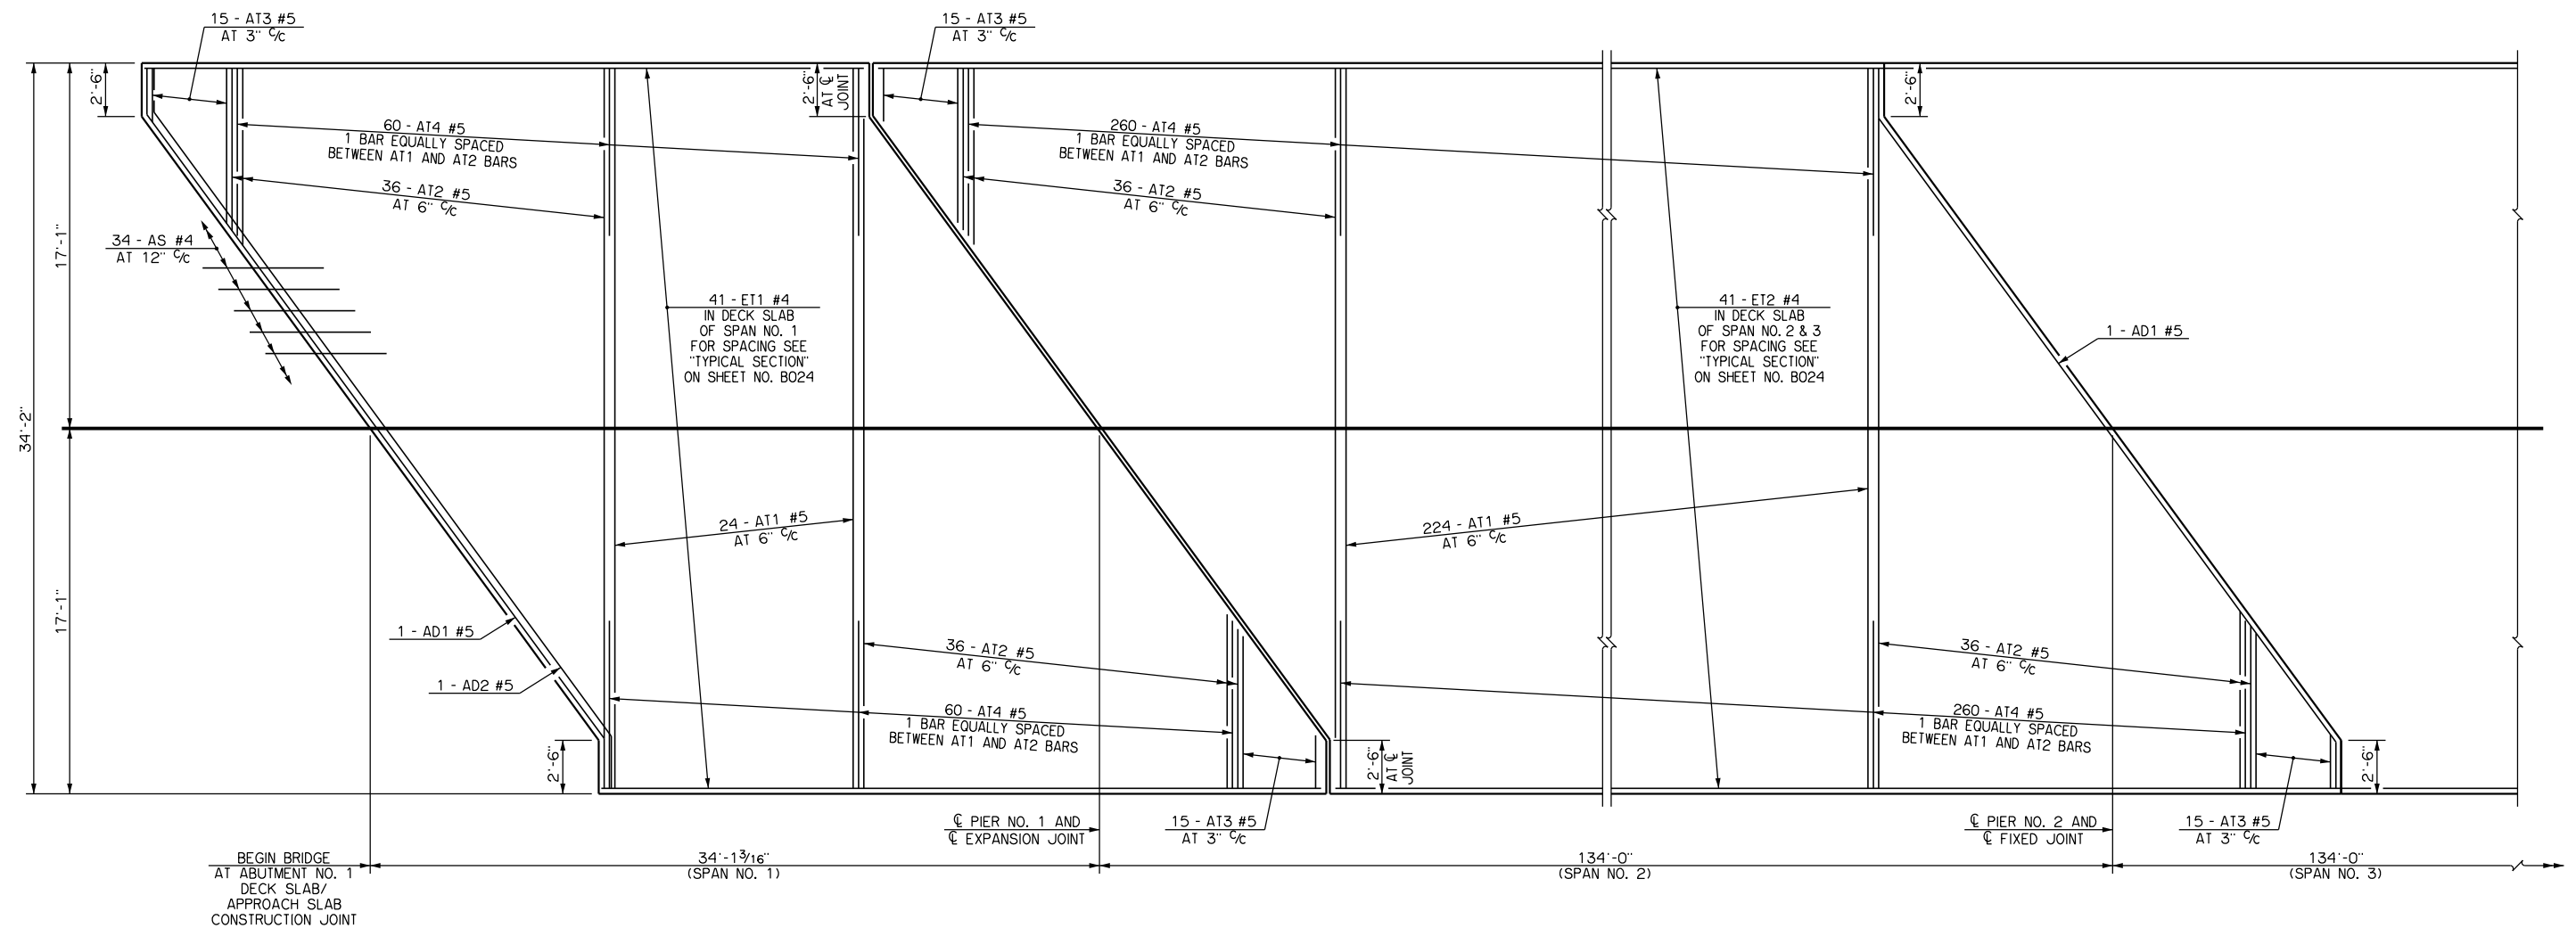 15 - AT3 #5
AT 3" C/c
15 - AT3 #5
AT 3" C/c
2'-6"
2'-6"
AT ℄
JOINT
2'-6"
60 - AT4 #5
1 BAR EQUALLY SPACED
BETWEEN AT1 AND AT2 BARS
260 - AT4 #5
1 BAR EQUALLY SPACED
BETWEEN AT1 AND AT2 BARS
36 - AT2 #5
AT 6" C/c
36 - AT2 #5
AT 6" C/c
34 - AS #4
AT 12" C/c
17'-1"
41 - ET1 #4
IN DECK SLAB
OF SPAN NO. 1
FOR SPACING SEE
"TYPICAL SECTION"
ON SHEET NO. B024
41 - ET2 #4
IN DECK SLAB
OF SPAN NO. 2 & 3
FOR SPACING SEE
"TYPICAL SECTION"
ON SHEET NO. B024
1 - AD1 #5
34'-2"
24 - AT1 #5
AT 6" C/c
224 - AT1 #5
AT 6" C/c
17'-1"
1 - AD1 #5
1 - AD2 #5
36 - AT2 #5
AT 6" C/c
36 - AT2 #5
AT 6" C/c
60 - AT4 #5
1 BAR EQUALLY SPACED
BETWEEN AT1 AND AT2 BARS
260 - AT4 #5
1 BAR EQUALLY SPACED
BETWEEN AT1 AND AT2 BARS
2'-6"
2'-6"
AT ℄
JOINT
2'-6"
℄ PIER NO. 1 AND
℄ EXPANSION JOINT
15 - AT3 #5
AT 3" C/c
℄ PIER NO. 2 AND
℄ FIXED JOINT
15 - AT3 #5
AT 3" C/c
BEGIN BRIDGE
AT ABUTMENT NO. 1
DECK SLAB/
APPROACH SLAB
CONSTRUCTION JOINT
34'-1 3/16"
(SPAN NO. 1)
134'-0"
(SPAN NO. 2)
134'-0"
(SPAN NO. 3)